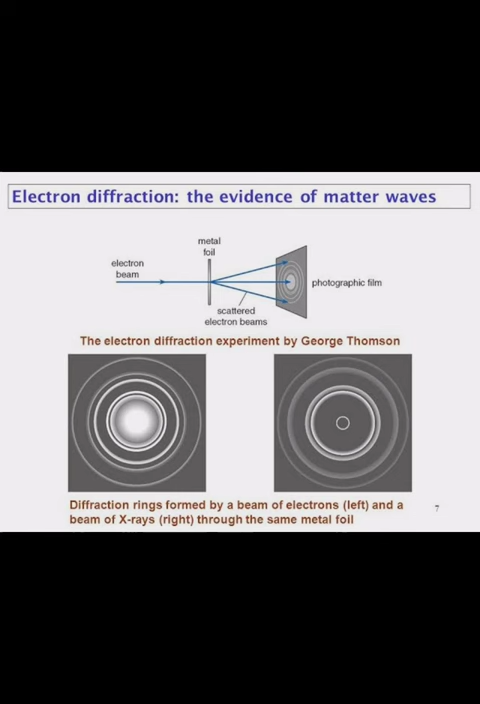 Electron diffraction: the evidence of matter waves
metal
foil
electron
beam
photographic film
scattered
electron beams
The electron diffraction experiment by George Thomson
Diffraction rings formed by a beam of electrons (left) and a
beam of X-rays (right) through the same metal foil
7